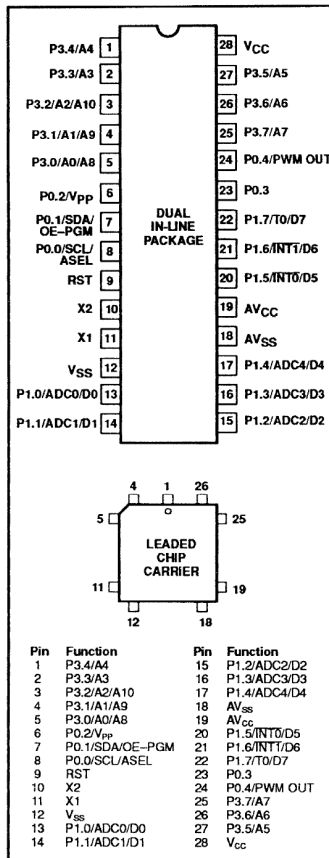 P3.4/A4 1 28 VCC
P3.3/A3 2 27 P3.5/A5
P3.2/A2/A10 3 26 P3.6/A6
P3.1/A1/A9 4 25 P3.7/A7
P3.0/A0/A8 5 24 P0.4/PWM OUT
P0.2/VPP 6 23 P0.3
P0.1/SDA/
OE–PGM 7 22 P1.7/T0/D7
P0.0/SCL/
ASEL 8 21 P1.6/INT1/D6
RST 9 20 P1.5/INT0/D5
X2 10 19 AVCC
X1 11 18 AVSS
VSS 12 17 P1.4/ADC4/D4
P1.0/ADC0/D0 13 16 P1.3/ADC3/D3
P1.1/ADC1/D1 14 15 P1.2/ADC2/D2
DUAL
IN-LINE
PACKAGE
4 1 26
5 25
LEADED
CHIP
CARRIER
11 19
12 18
Pin Function Pin Function
1 P3.4/A4 15 P1.2/ADC2/D2
2 P3.3/A3 16 P1.3/ADC3/D3
3 P3.2/A2/A10 17 P1.4/ADC4/D4
4 P3.1/A1/A9 18 AVSS
5 P3.0/A0/A8 19 AVCC
6 P0.2/VPP 20 P1.5/INT0/D5
7 P0.1/SDA/OE–PGM 21 P1.6/INT1/D6
8 P0.0/SCL/ASEL 22 P1.7/T0/D7
9 RST 23 P0.3
10 X2 24 P0.4/PWM OUT
11 X1 25 P3.7/A7
12 VSS 26 P3.6/A6
13 P1.0/ADC0/D0 27 P3.5/A5
14 P1.1/ADC1/D1 28 VCC